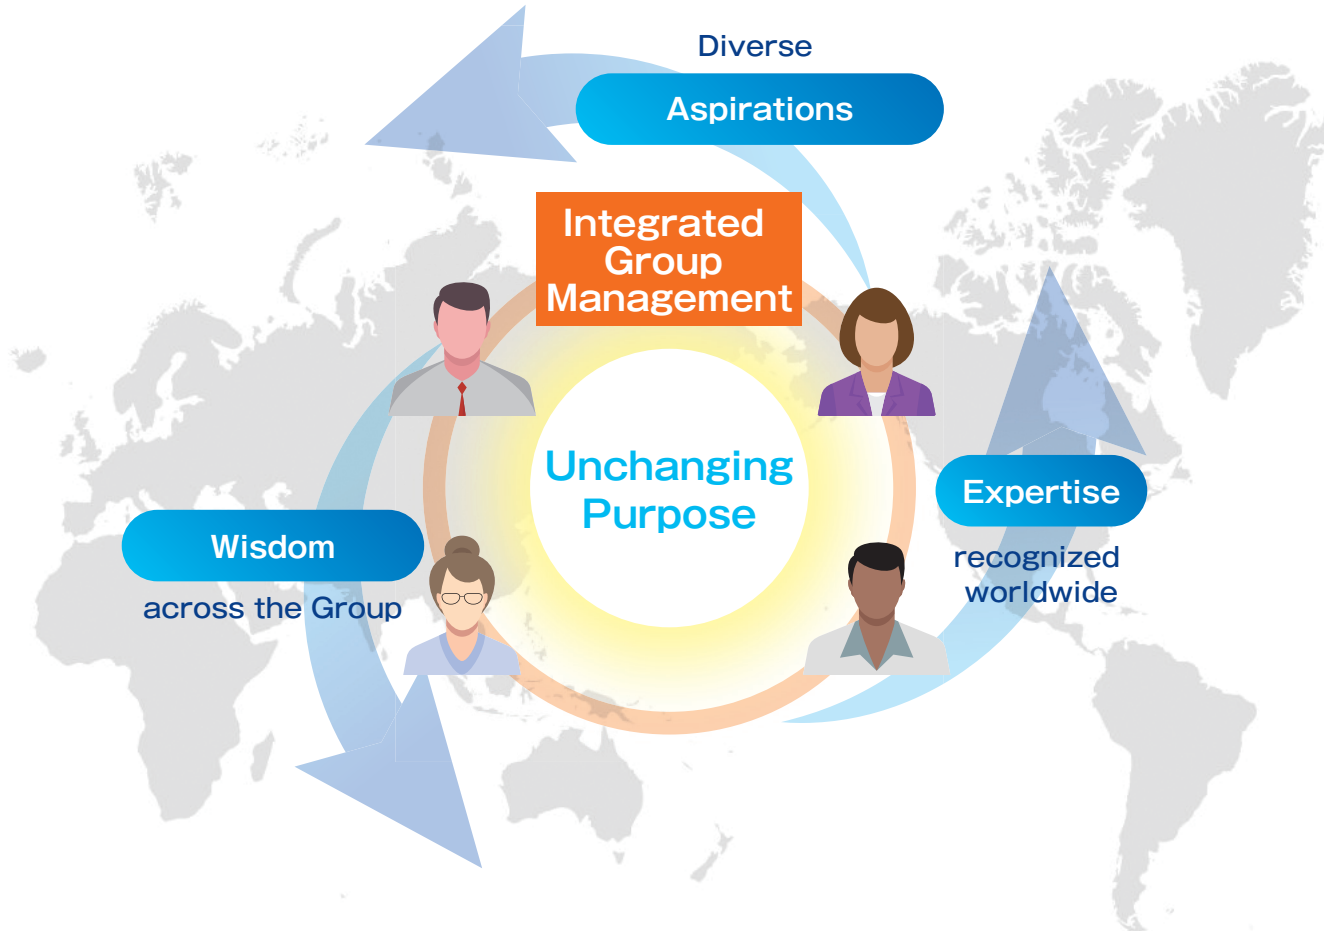 Diverse
Aspirations
Integrated
Group
Management
Unchanging
Purpose
Expertise
recognized
worldwide
Wisdom
across the Group